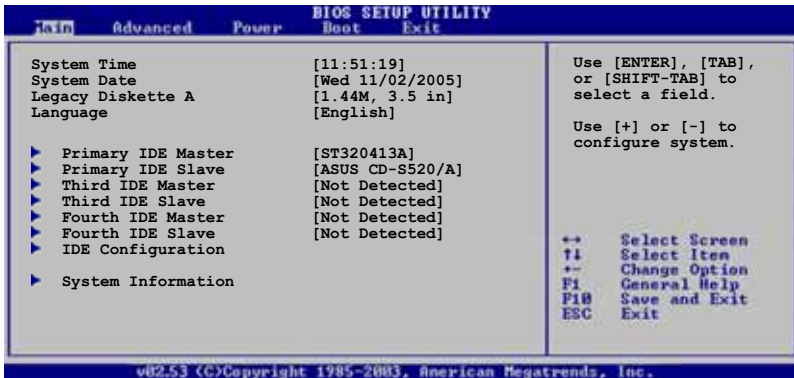 BIOS SETUP UTILITY
Main Advanced Power Boot Exit
System Time [11:51:19]
System Date [Wed 11/02/2005]
Legacy Diskette A [1.44M, 3.5 in]
Language [English]
Primary IDE Master [ST320413A]
Primary IDE Slave [ASUS CD-S520/A]
Third IDE Master [Not Detected]
Third IDE Slave [Not Detected]
Fourth IDE Master [Not Detected]
Fourth IDE Slave [Not Detected]
IDE Configuration
System Information
Use [ENTER], [TAB],
or [SHIFT-TAB] to
select a field.
Use [+] or [-] to
configure system.
↔ Select Screen
↑↓ Select Item
+- Change Option
F1 General Help
F10 Save and Exit
ESC Exit
v02.53 (C)Copyright 1985-2003, American Megatrends, Inc.